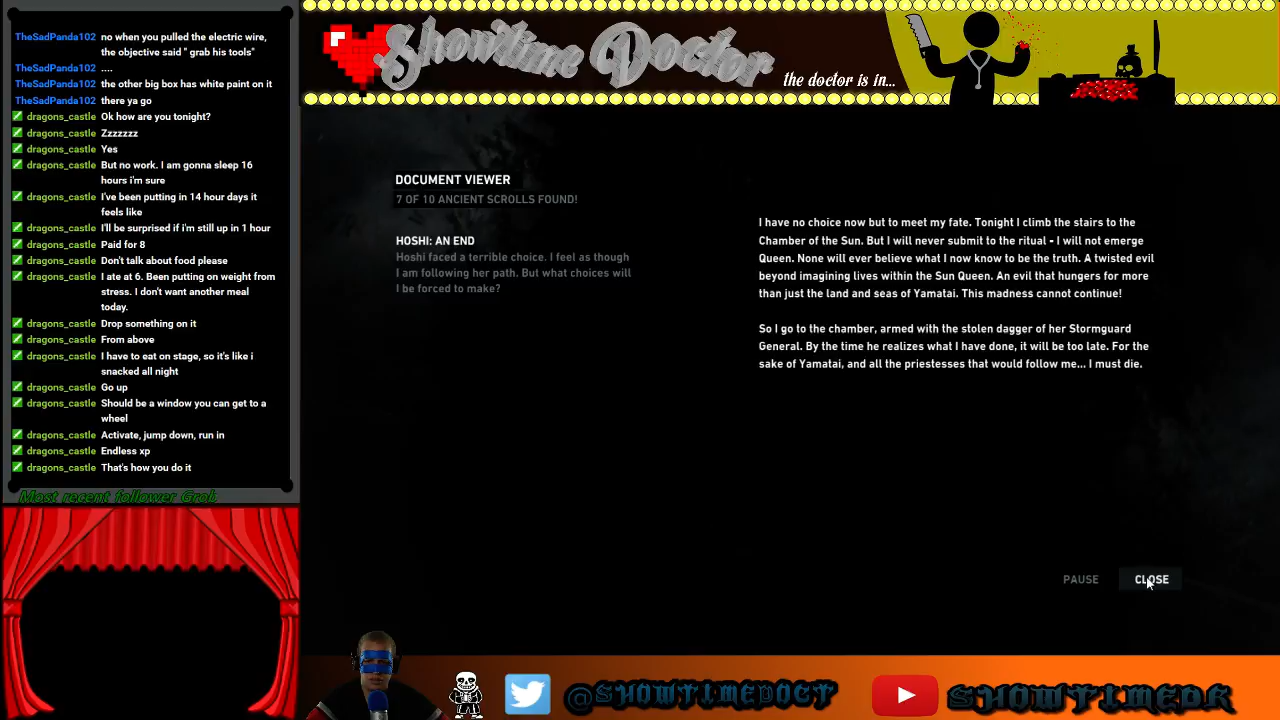 TheSadPanda102 no when you pulled the electric wire,
the objective said " grab his tools"
TheSadPanda102 ....
TheSadPanda102 the other big box has white paint on it
TheSadPanda102 there ya go
dragons_castle Ok how are you tonight?
dragons_castle Zzzzzzz
dragons_castle Yes
dragons_castle But no work. I am gonna sleep 16
hours i'm sure
dragons_castle I've been putting in 14 hour days it
feels like
dragons_castle I'll be surprised if i'm still up in 1 hour
dragons_castle Paid for 8
dragons_castle Don't talk about food please
dragons_castle I ate at 6. Been putting on weight from
stress. I don't want another meal
today.
dragons_castle Drop something on it
dragons_castle From above
dragons_castle I have to eat on stage, so it's like i
snacked all night
dragons_castle Go up
dragons_castle Should be a window you can get to a
wheel
dragons_castle Activate, jump down, run in
dragons_castle Endless xp
dragons_castle That's how you do it
Most recent follower Grob
Showtime Doctor
the doctor is in...
DOCUMENT VIEWER
7 OF 10 ANCIENT SCROLLS FOUND!
HOSHI: AN END
Hoshi faced a terrible choice. I feel as though
I am following her path. But what choices will
I be forced to make?
I have no choice now but to meet my fate. Tonight I climb the stairs to the
Chamber of the Sun. But I will never submit to the ritual - I will not emerge
Queen. None will ever believe what I now know to be the truth. A twisted evil
beyond imagining lives within the Sun Queen. An evil that hungers for more
than just the land and seas of Yamatai. This madness cannot continue!
So I go to the chamber, armed with the stolen dagger of her Stormguard
General. By the time he realizes what I have done, it will be too late. For the
sake of Yamatai, and all the priestesses that would follow me... I must die.
PAUSE CLOSE
@SHOWTIMEDOCT
SHOWTIMEDR